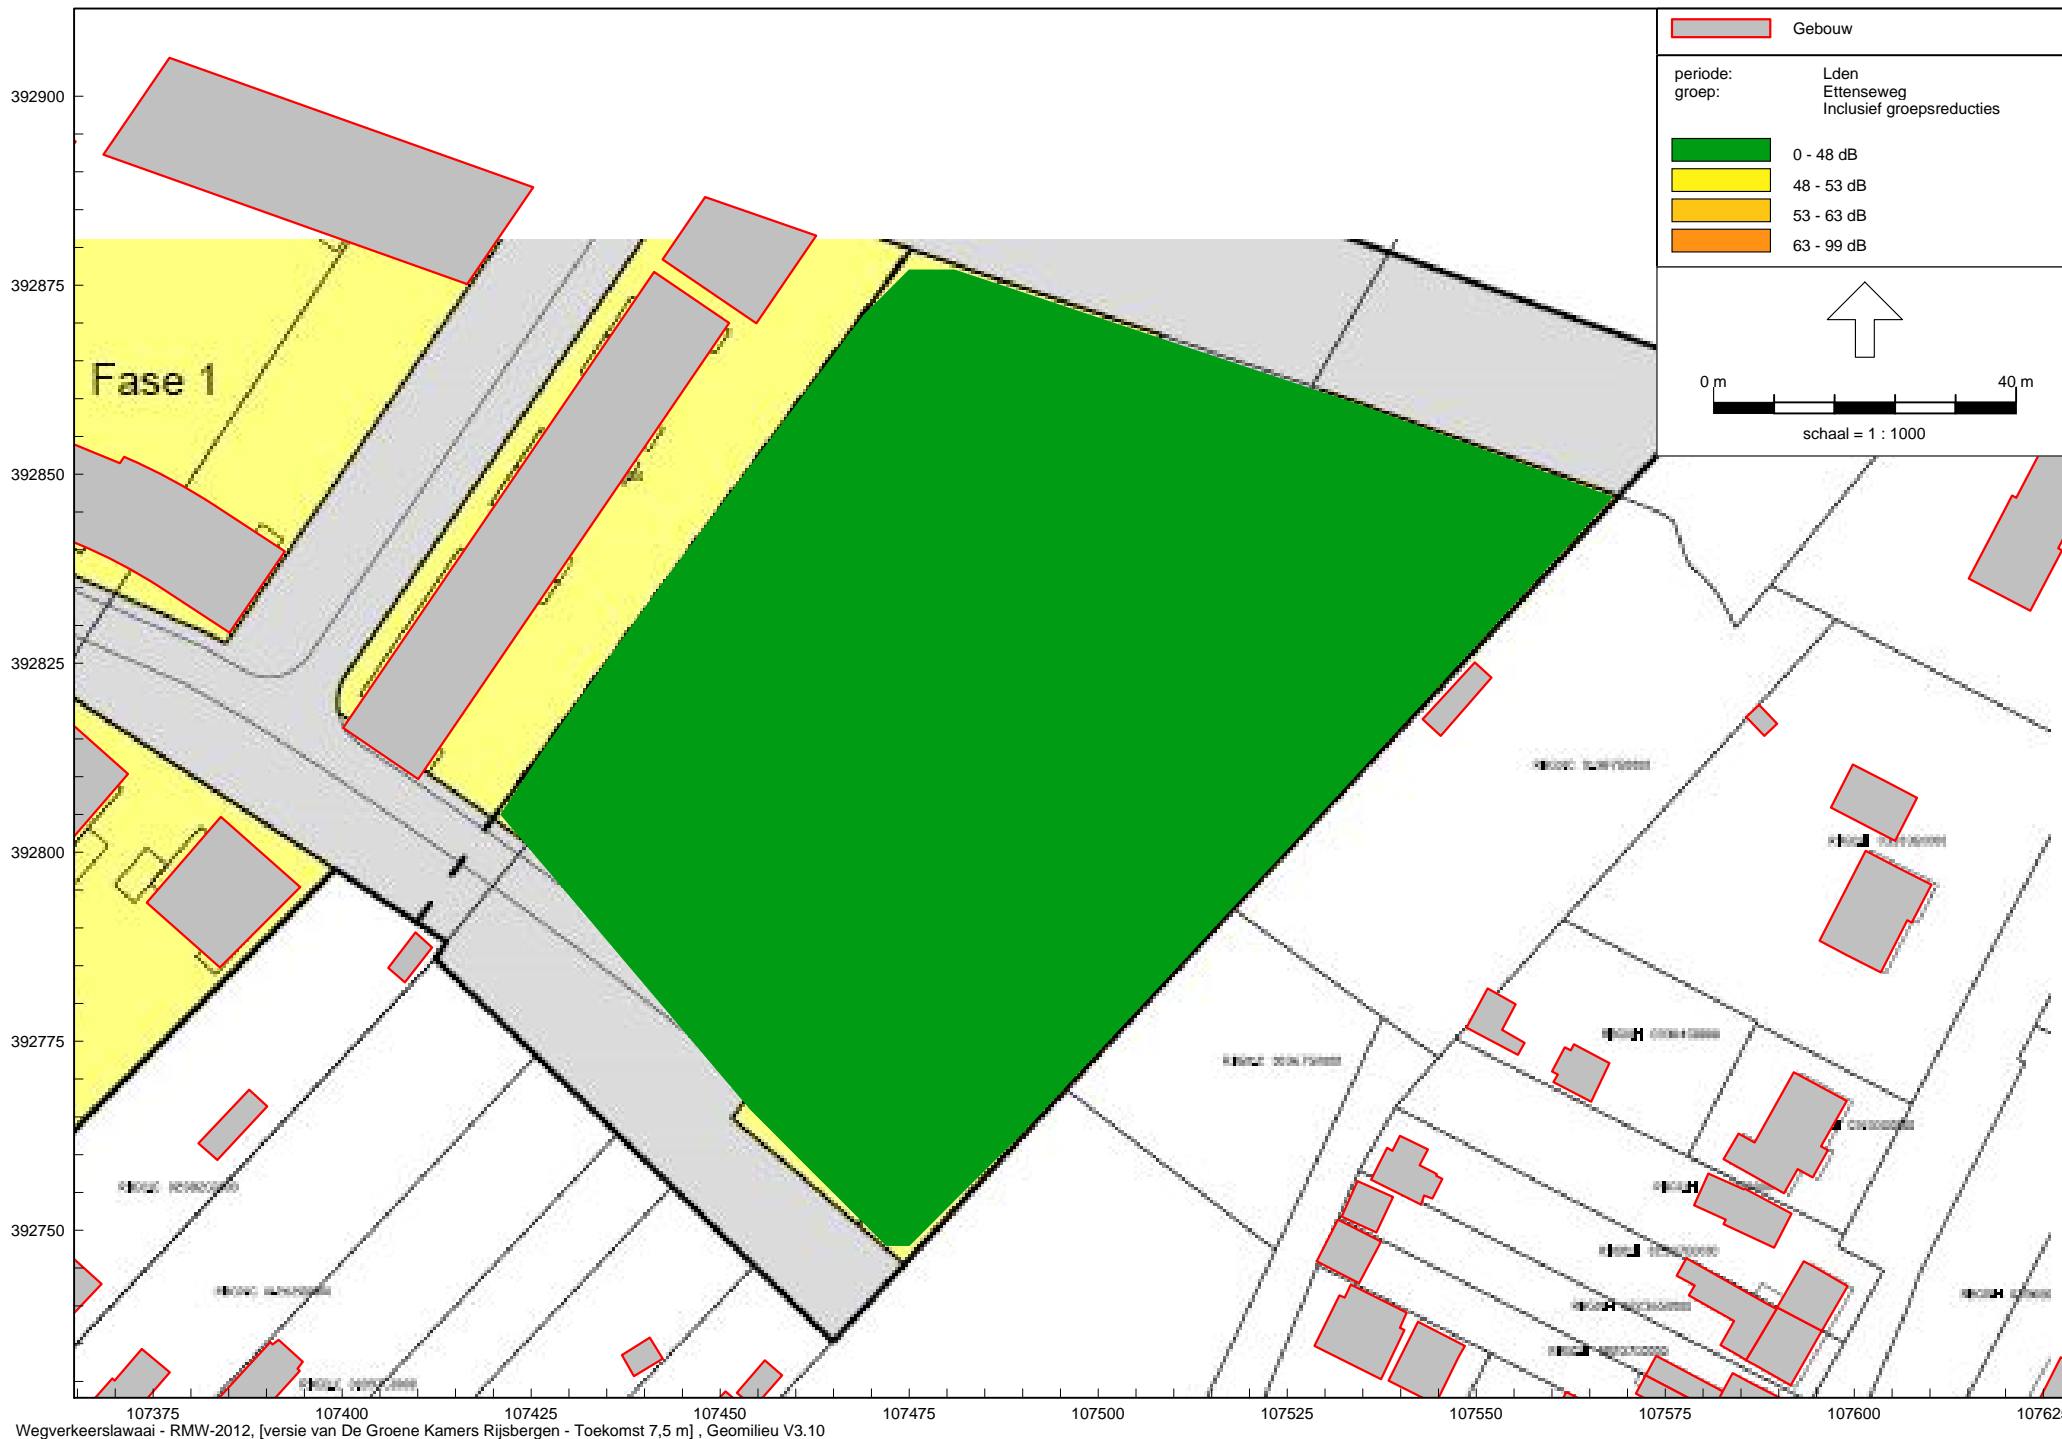 Gebouw
periode: Lden
groep: Ettenseweg
Inclusief groepsreducties
0 - 48 dB
48 - 53 dB
53 - 63 dB
63 - 99 dB
0 m 40 m
schaal = 1 : 1000
Fase 1
392900
392875
392850
392825
392800
392775
392750
107375 107400 107425 107450 107475 107500 107525 107550 107575 107600
Wegverkeerslawaai - RMW-2012, [versie van De Groene Kamers Rijsbergen - Toekomst 7,5 m] , Geomilieu V3.10